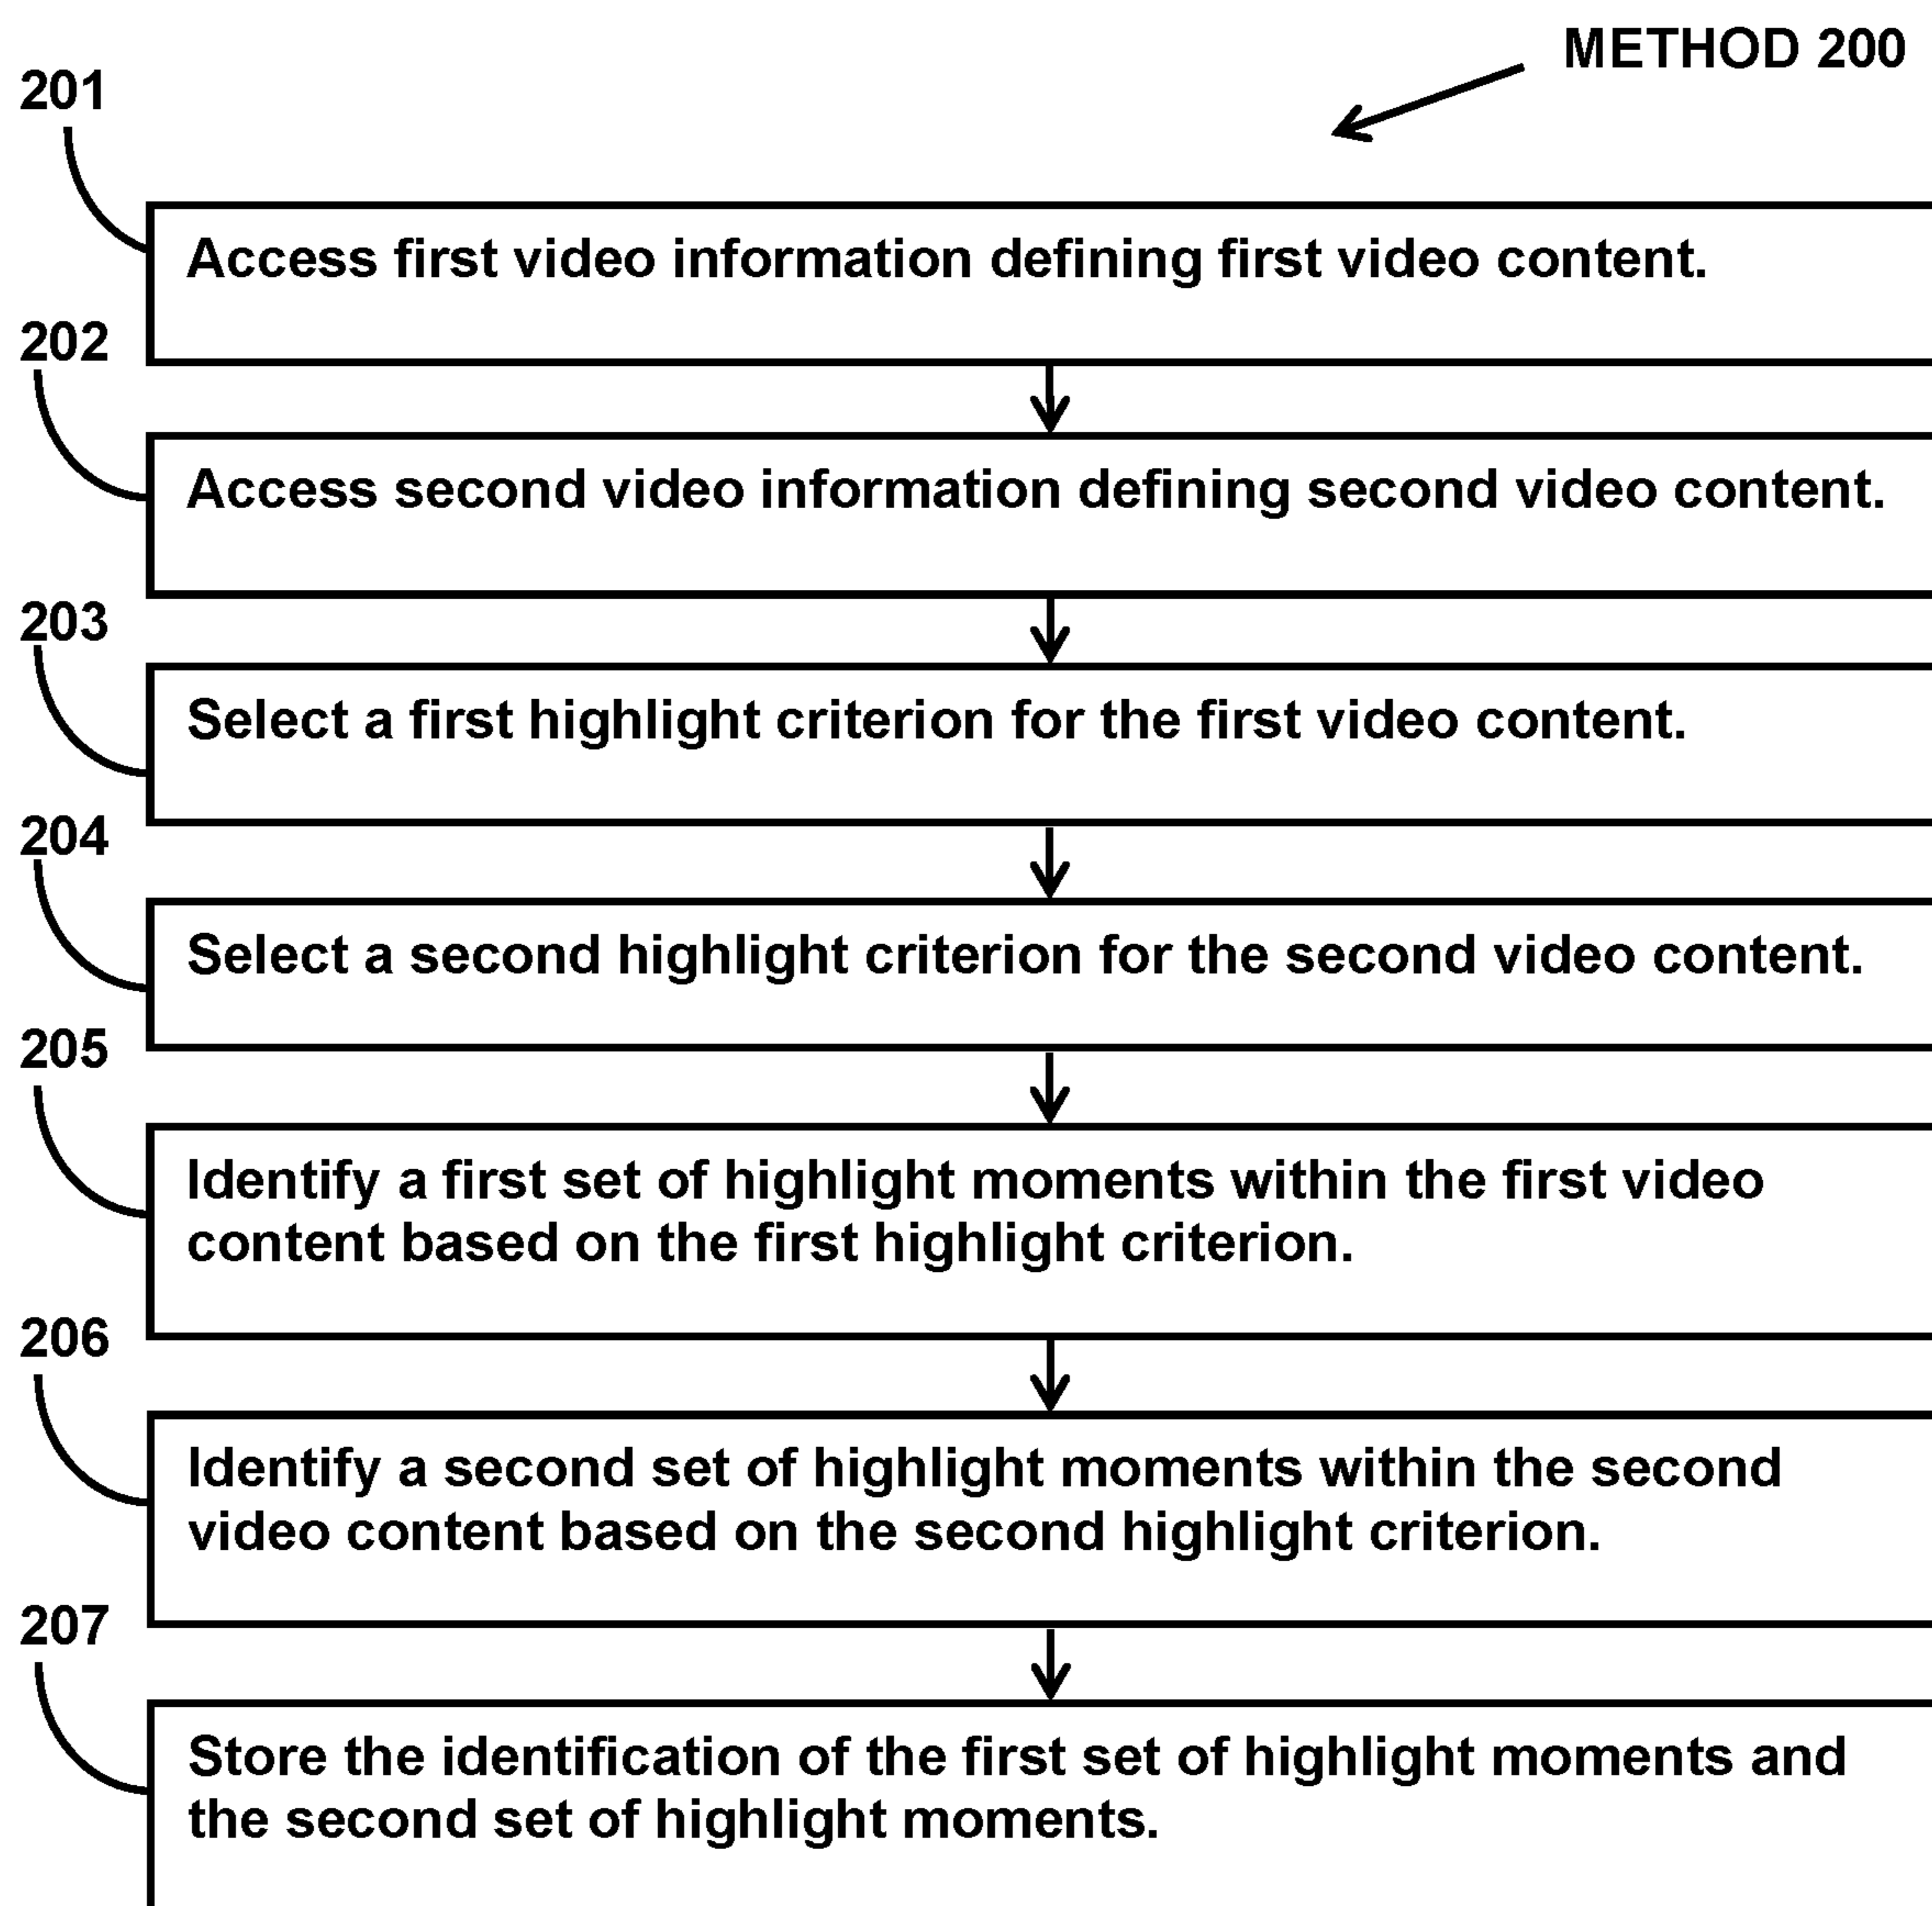 METHOD 200
201
Access first video information defining first video content.
202
Access second video information defining second video content.
203
Select a first highlight criterion for the first video content.
204
Select a second highlight criterion for the second video content.
205
Identify a first set of highlight moments within the first video
content based on the first highlight criterion.
206
Identify a second set of highlight moments within the second
video content based on the second highlight criterion.
207
Store the identification of the first set of highlight moments and
the second set of highlight moments.